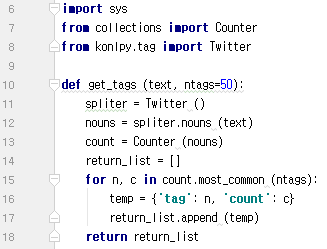 6 import sys
7 from collections import Counter
8 from konlpy.tag import Twitter
9
10 def get_tags (text, ntags=50):
11 spliter = Twitter ()
12 nouns = spliter.nouns (text)
13 count = Counter (nouns)
14 return_list = []
15 for n, c in count.most_common (ntags):
16 temp = {'tag': n, 'count': c}
17 return_list.append (temp)
18 return return_list